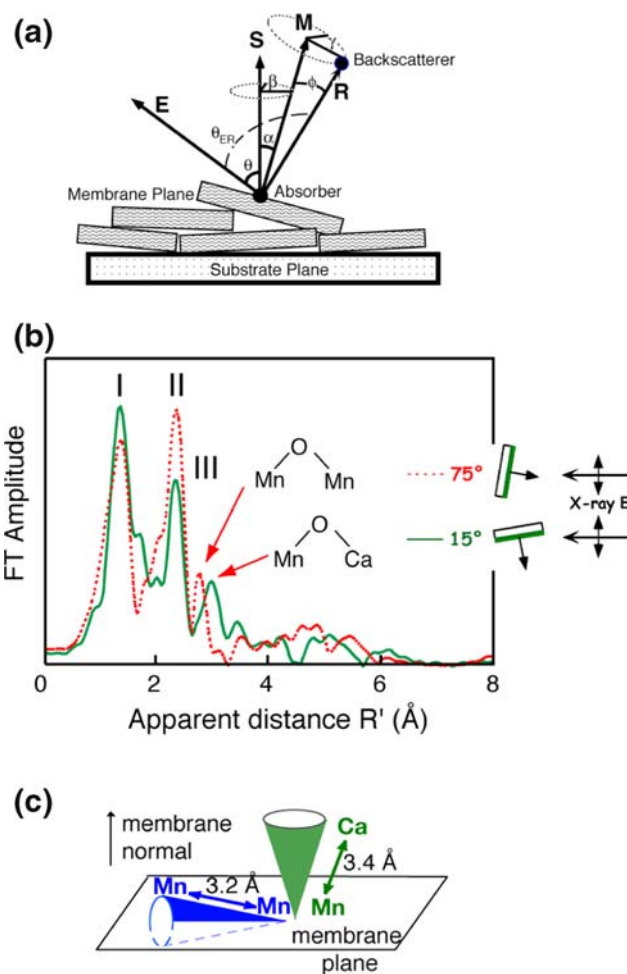 (a)
M
γ
Backscatterer
S
R
β
ϕ
E
θER
α
θ
Absorber
Membrane Plane
Substrate Plane
(b)
I
II
III
O
Mn Mn
O
Mn Ca
75°
15°
X-ray E
FT Amplitude
0 2 4 6 8
Apparent distance R' (Å)
(c)
membrane
normal
Ca
3.4 Å
Mn
Mn
3.2 Å
Mn
membrane
plane